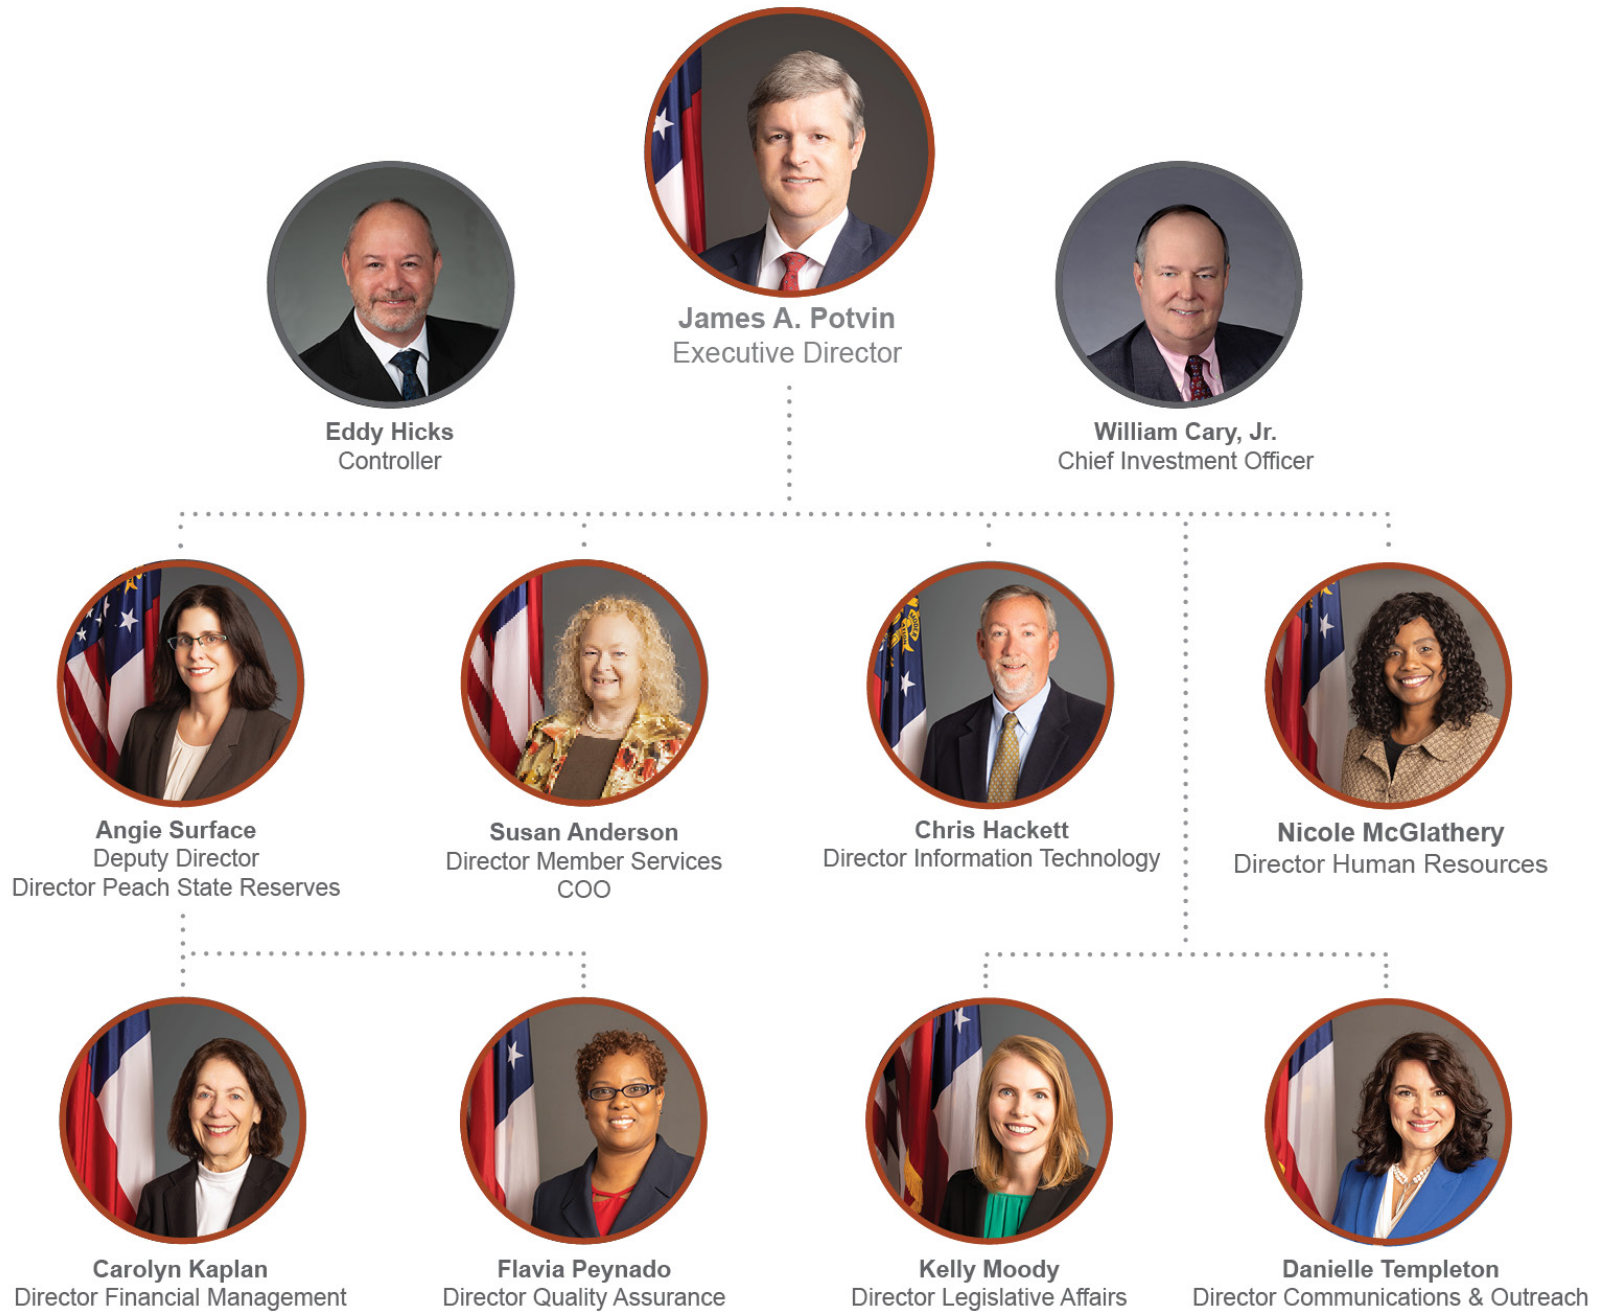 James A. Potvin
Executive Director
Eddy Hicks
Controller
William Cary, Jr.
Chief Investment Officer
Angie Surface
Deputy Director
Director Peach State Reserves
Susan Anderson
Director Member Services
COO
Chris Hackett
Director Information Technology
Nicole McGlathery
Director Human Resources
Carolyn Kaplan
Director Financial Management
Flavia Peynado
Director Quality Assurance
Kelly Moody
Director Legislative Affairs
Danielle Templeton
Director Communications & Outreach